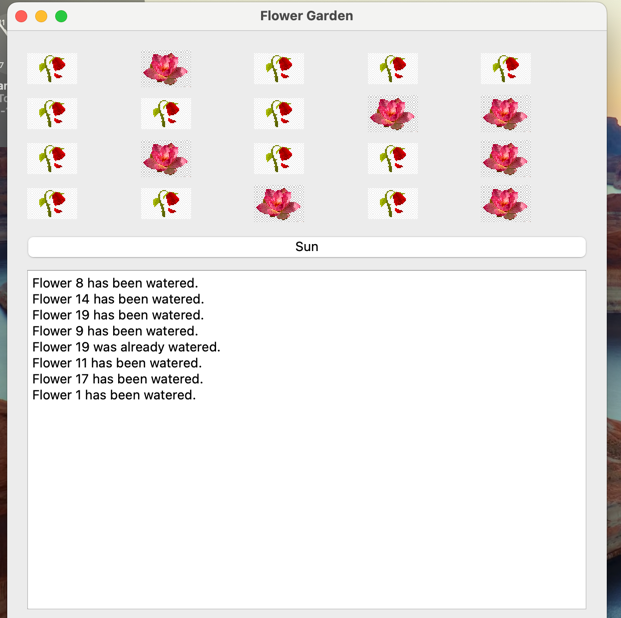 Flower Garden
Sun
Flower 8 has been watered.
Flower 14 has been watered.
Flower 19 has been watered.
Flower 9 has been watered.
Flower 19 was already watered.
Flower 11 has been watered.
Flower 17 has been watered.
Flower 1 has been watered.